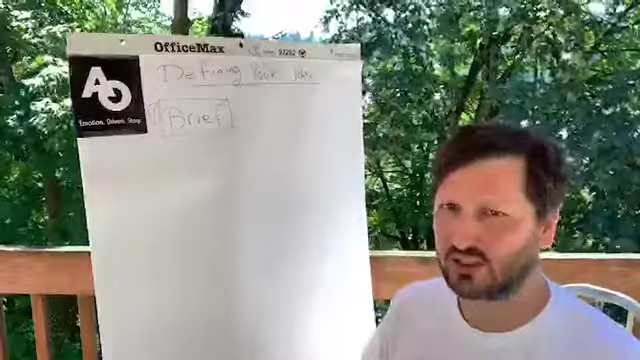 OfficeMax
AO
Emotion. Driven. Story.
Defining Your Idea
Brief